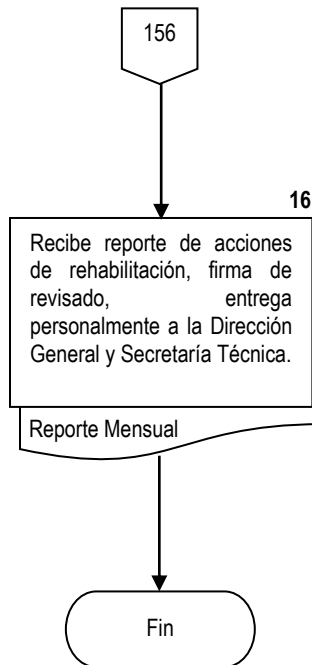 156
16
Recibe reporte de acciones
de rehabilitación, firma de
revisado, entrega
personalmente a la Dirección
General y Secretaría Técnica.
Reporte Mensual
Fin